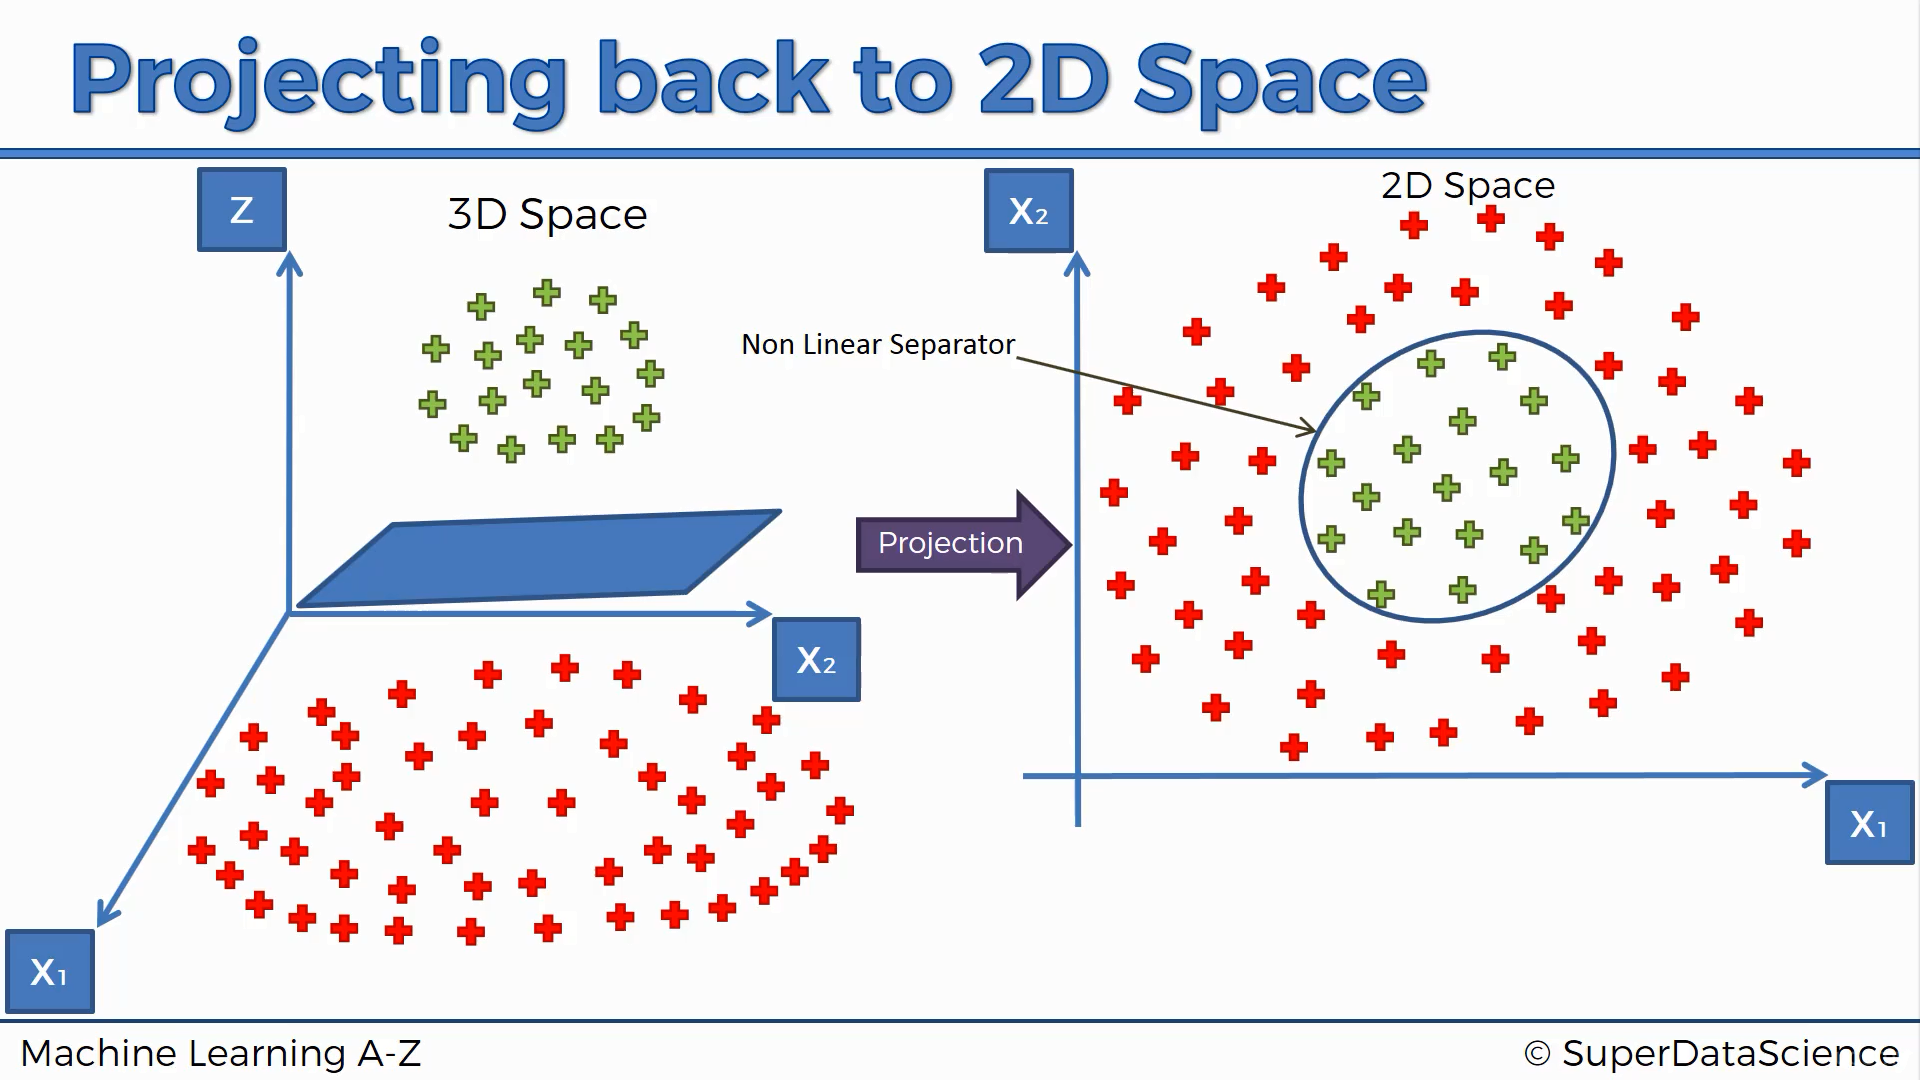 Projecting back to 2D Space
Z
3D Space
X₂
2D Space
Non Linear Separator
Projection
X₂
X₁
X₁
Machine Learning A-Z
© SuperDataScience